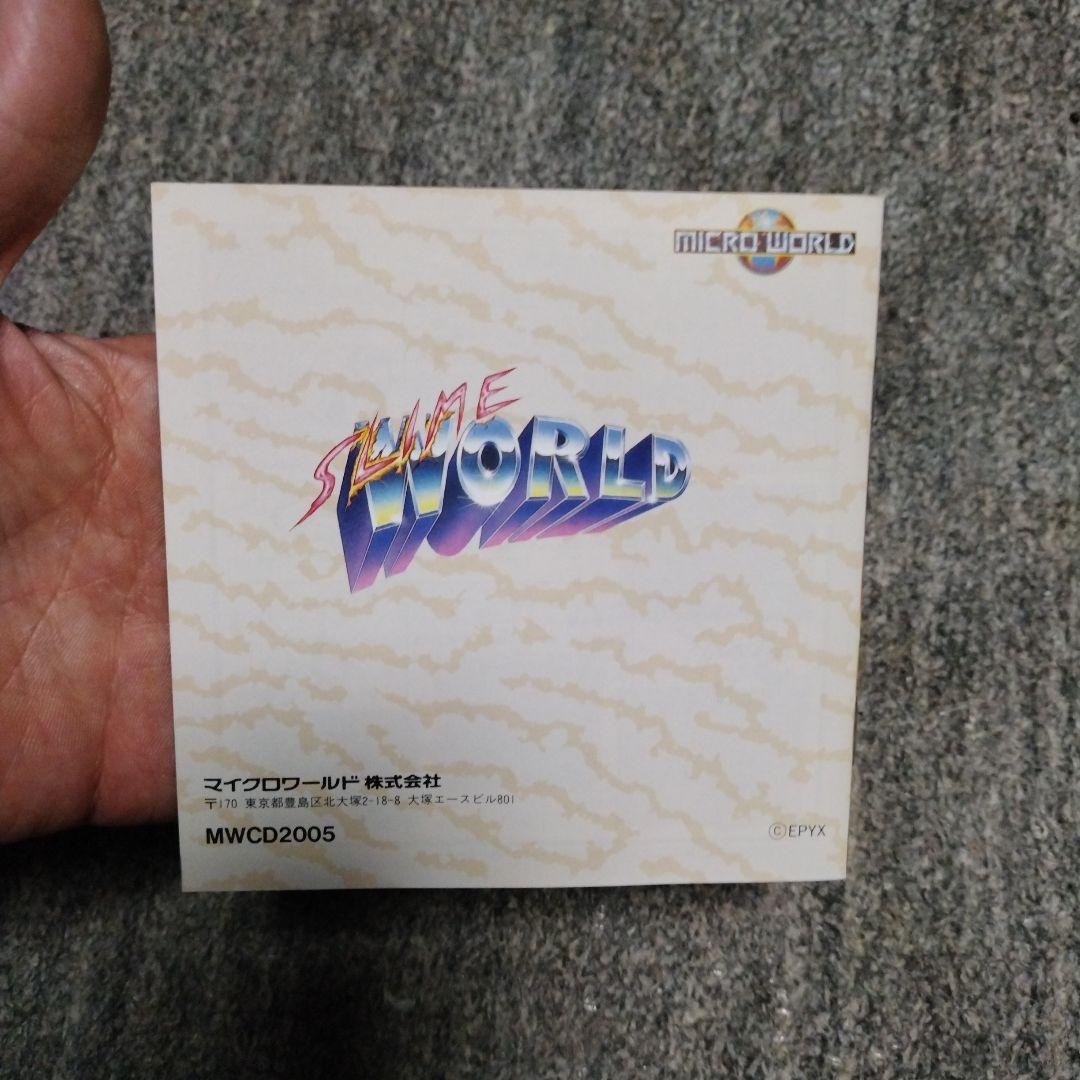 MICRO WORLD
SLIME
WORLD
マイクロワールド 株式会社
〒170 東京都豊島区北大塚2-18-8 大塚エースビル801
MWCD2005
©EPYX